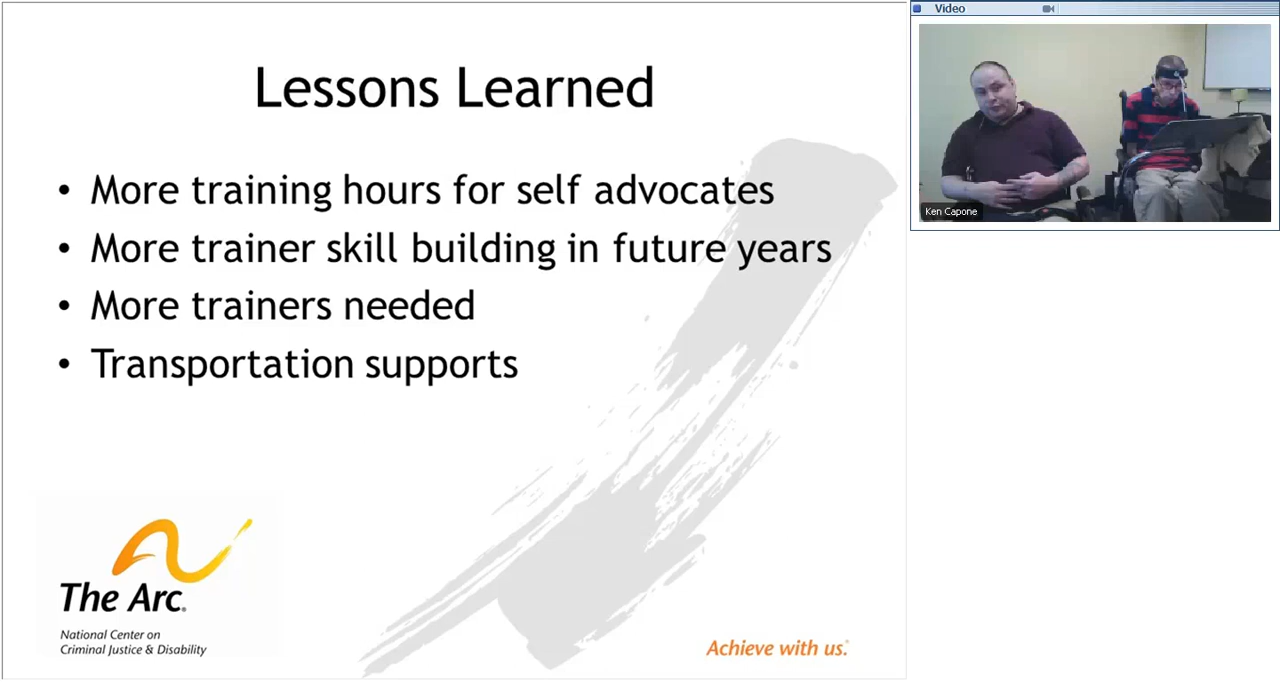 Lessons Learned
• More training hours for self advocates
• More trainer skill building in future years
• More trainers needed
• Transportation supports
The Arc®
National Center on
Criminal Justice & Disability
Achieve with us.®
Video
Ken Capone